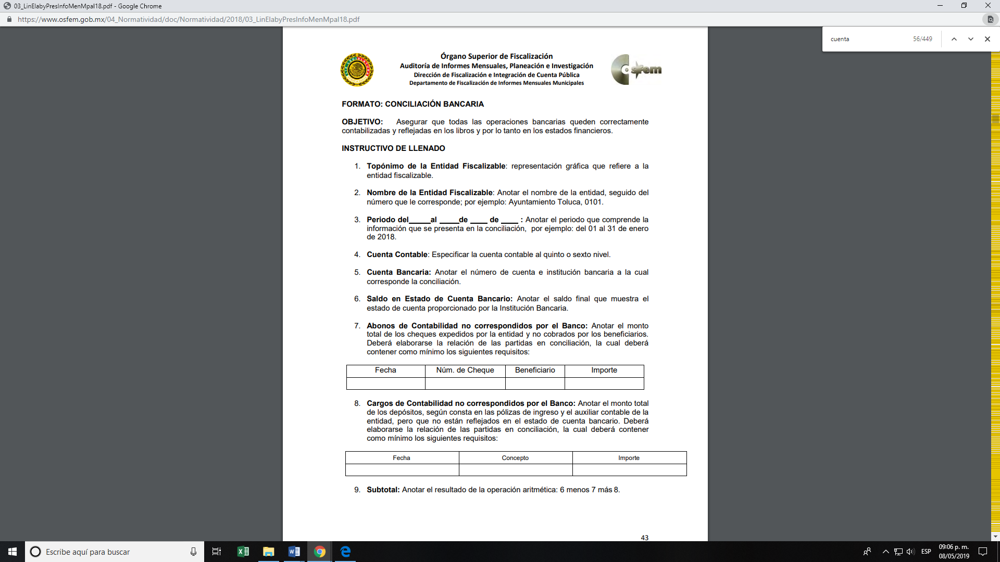 03_LinElabyPresInfoMenMpal18.pdf - Google Chrome
https://www.osfem.gob.mx/04_Normatividad/doc/Normatividad/2018/03_LinElabyPresInfoMenMpal18.pdf
cuenta 56/449
Órgano Superior de Fiscalización
Auditoría de Informes Mensuales, Planeación e Investigación
Dirección de Fiscalización e Integración de Cuenta Pública
Departamento de Fiscalización de Informes Mensuales Municipales
osfem
FORMATO: CONCILIACIÓN BANCARIA
OBJETIVO: Asegurar que todas las operaciones bancarias queden correctamente
contabilizadas y reflejadas en los libros y por lo tanto en los estados financieros.
INSTRUCTIVO DE LLENADO
1. Topónimo de la Entidad Fiscalizable: representación gráfica que refiere a la
entidad fiscalizable.
2. Nombre de la Entidad Fiscalizable: Anotar el nombre de la entidad, seguido del
número que le corresponde; por ejemplo: Ayuntamiento Toluca, 0101.
3. Periodo del_____al ____de ____ de ____ : Anotar el periodo que comprende la
información que se presenta en la conciliación, por ejemplo: del 01 al 31 de enero
de 2018.
4. Cuenta Contable: Especificar la cuenta contable al quinto o sexto nivel.
5. Cuenta Bancaria: Anotar el número de cuenta e institución bancaria a la cual
corresponde la conciliación.
6. Saldo en Estado de Cuenta Bancario: Anotar el saldo final que muestra el
estado de cuenta proporcionado por la Institución Bancaria.
7. Abonos de Contabilidad no correspondidos por el Banco: Anotar el monto
total de los cheques expedidos por la entidad y no cobrados por los beneficiarios.
Deberá elaborarse la relación de las partidas en conciliación, la cual deberá
contener como mínimo los siguientes requisitos:
Fecha Núm. de Cheque Beneficiario Importe
8. Cargos de Contabilidad no correspondidos por el Banco: Anotar el monto total
de los depósitos, según consta en las pólizas de ingreso y el auxiliar contable de la
entidad, pero que no están reflejados en el estado de cuenta bancario. Deberá
elaborarse la relación de las partidas en conciliación, la cual deberá contener
como mínimo los siguientes requisitos:
Fecha Concepto Importe
9. Subtotal: Anotar el resultado de la operación aritmética: 6 menos 7 más 8.
43
Escribe aquí para buscar
ESP
09:06 p. m.
08/05/2019